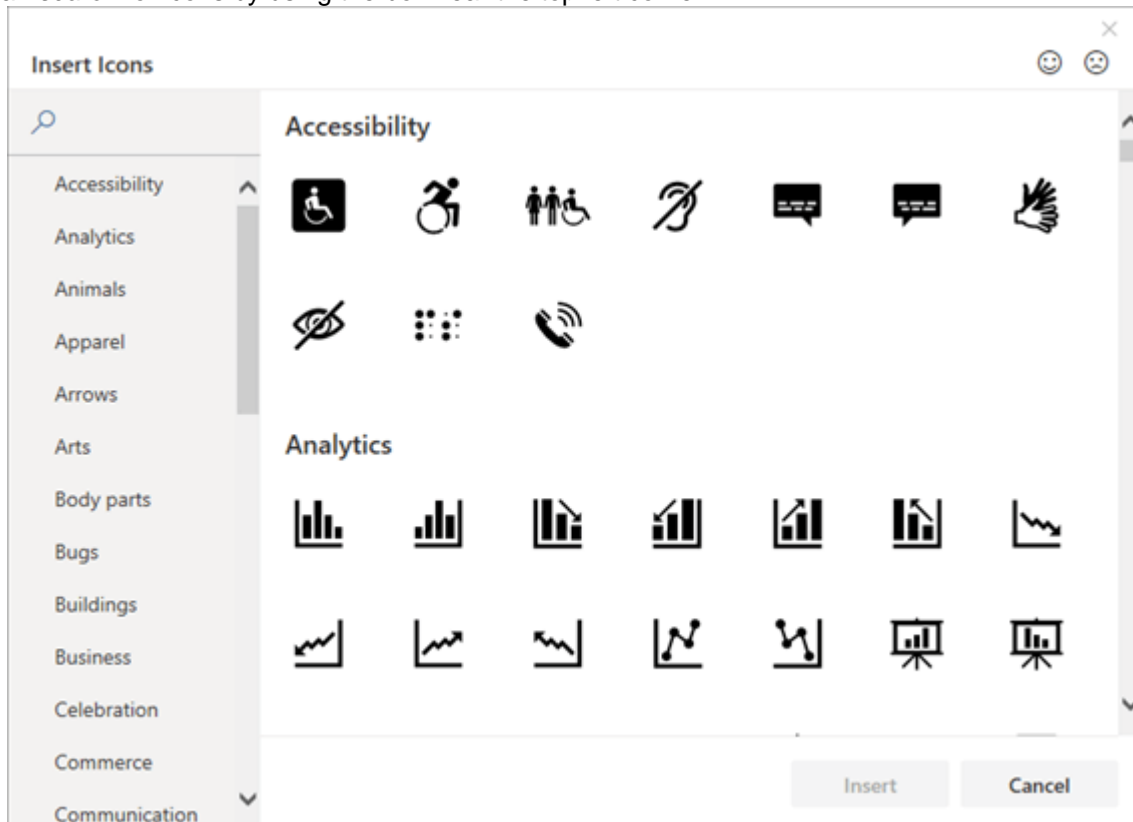 Insert Icons
Accessibility
Analytics
Animals
Apparel
Arrows
Arts
Body parts
Bugs
Buildings
Business
Celebration
Commerce
Communication
Accessibility
Analytics
Insert
Cancel